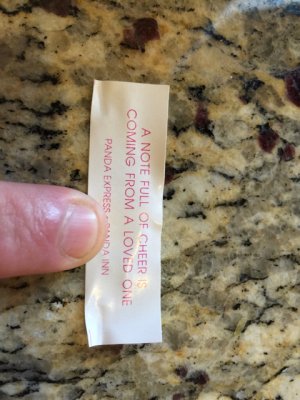 A NOTE FULL OF CHEER IS
COMING FROM A LOVED ONE
PANDA EXPRESS • PANDA INN